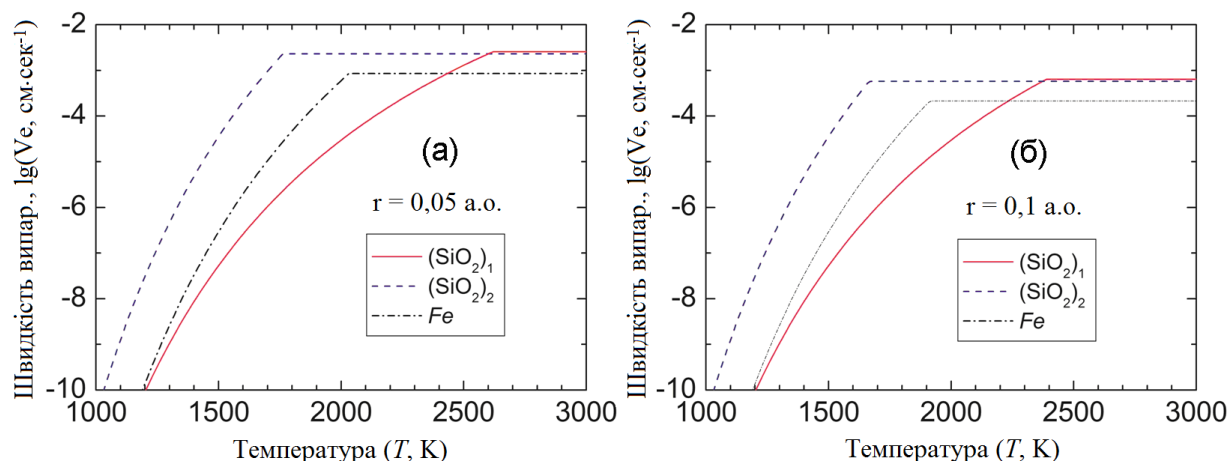 Швидкість випар., lg(Ve, см·сек⁻¹)
-2
-4
-6
-8
-10
1000 1500 2000 2500 3000
Температура (T, K)
(а)
r = 0,05 а.о.
(SiO₂)₁
(SiO₂)₂
Fe
Швидкість випар., lg(Ve, см·сек⁻¹)
-2
-4
-6
-8
-10
1000 1500 2000 2500 3000
Температура (T, K)
(б)
r = 0,1 а.о.
(SiO₂)₁
(SiO₂)₂
Fe